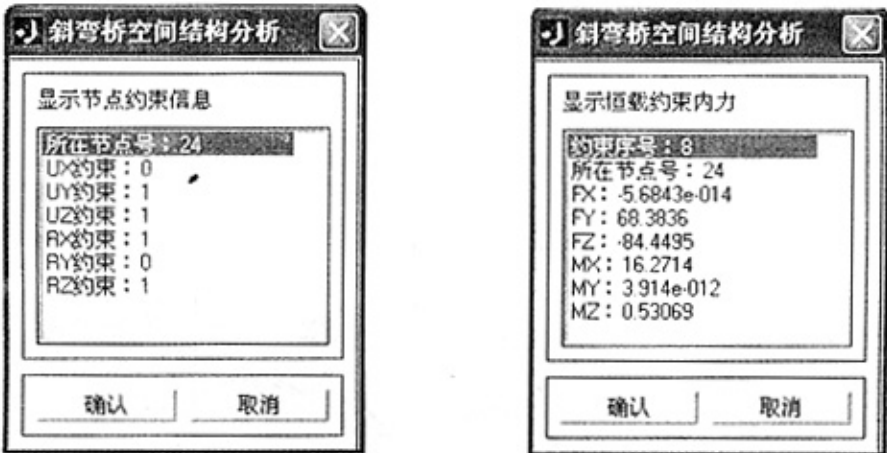 斜弯桥空间结构分析
显示节点约束信息
所在节点号：24
UX约束：0
UY约束：1
UZ约束：1
RX约束：1
RY约束：0
RZ约束：1
确认
取消
斜弯桥空间结构分析
显示恒载约束内力
约束序号：8
所在节点号：24
FX：-5.6843e-014
FY：68.3836
FZ：-84.4495
MX：16.2714
MY：3.914e-012
MZ：0.53069
确认
取消